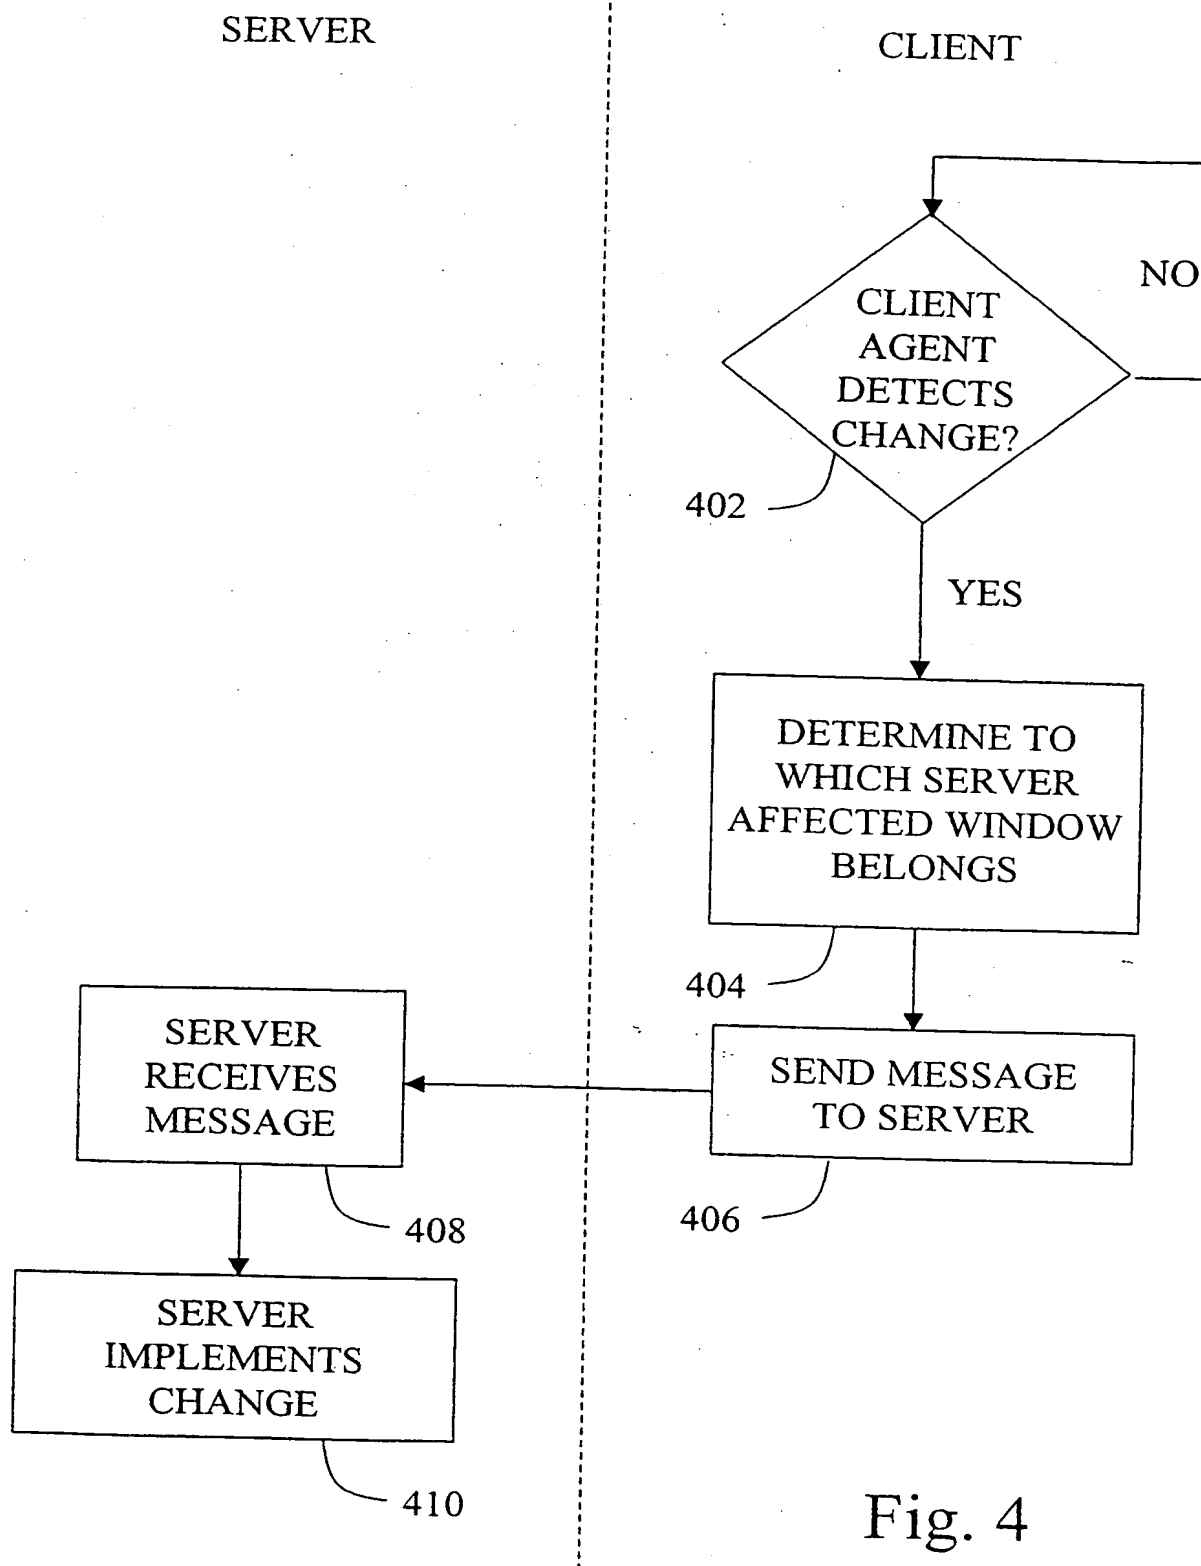 SERVER
CLIENT
NO
CLIENT
AGENT
DETECTS
CHANGE?
402
YES
DETERMINE TO
WHICH SERVER
AFFECTED WINDOW
BELONGS
404
SEND MESSAGE
TO SERVER
406
SERVER
RECEIVES
MESSAGE
408
SERVER
IMPLEMENTS
CHANGE
410
Fig. 4